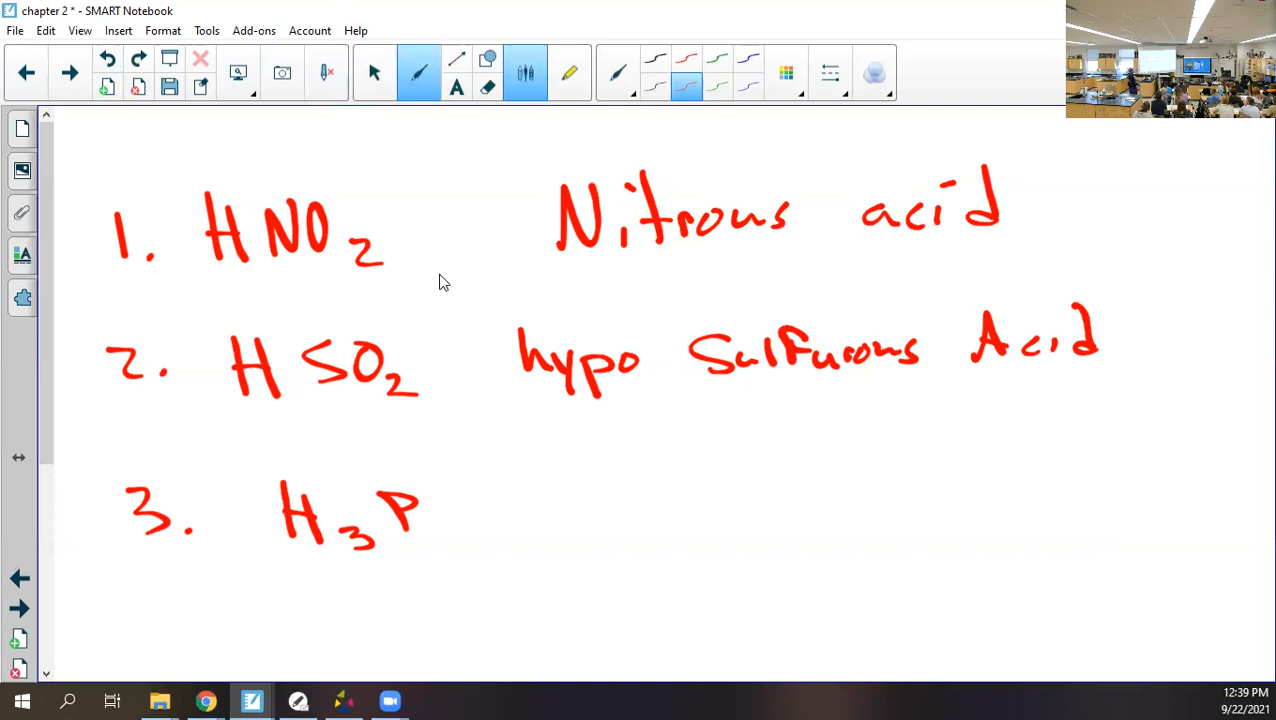 chapter 2 * - SMART Notebook
File Edit View Insert Format Tools Add-ons Account Help
1. HNO2 Nitrous acid
2. HSO2 hypo Sulfurous Acid
3. H3P
12:39 PM
9/22/2021